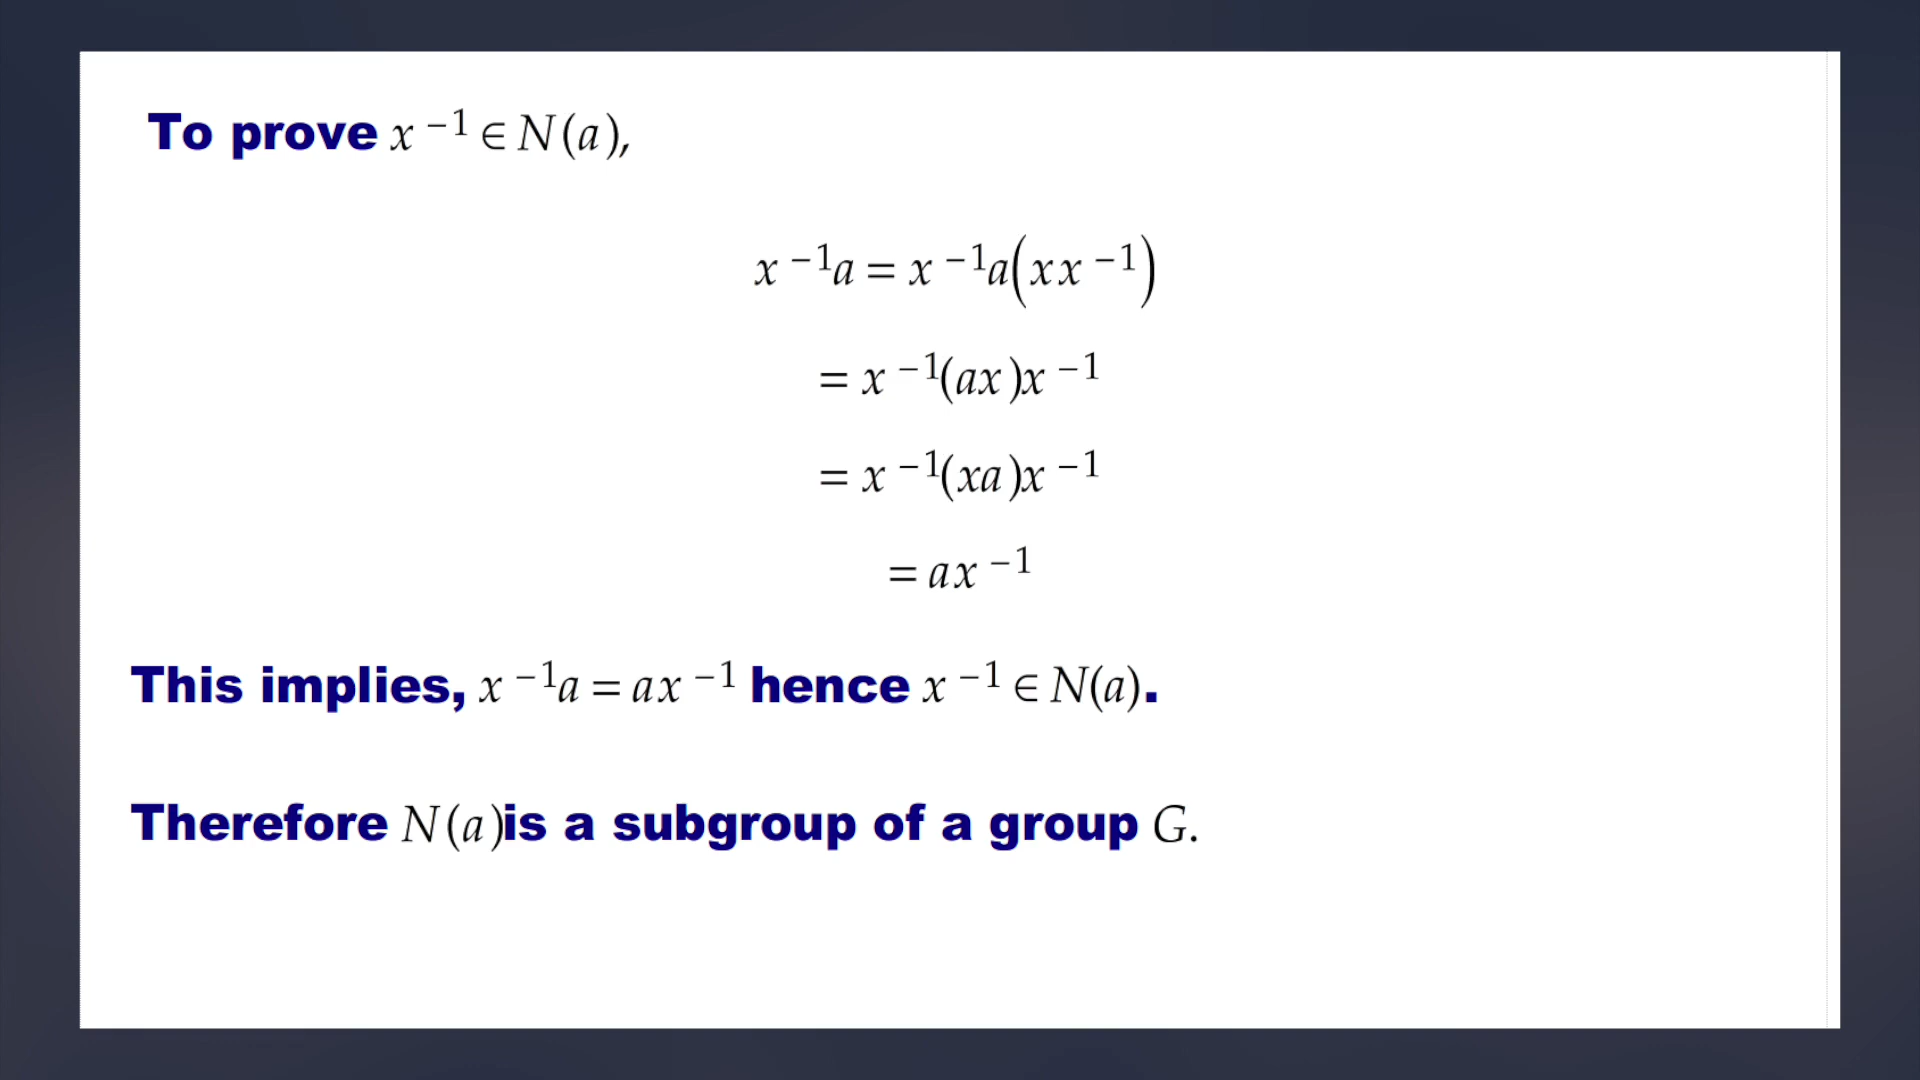 To prove x⁻¹ ∈ N(a),
x⁻¹a = x⁻¹a(xx⁻¹)
= x⁻¹(ax)x⁻¹
= x⁻¹(xa)x⁻¹
= ax⁻¹
This implies, x⁻¹a = ax⁻¹ hence x⁻¹ ∈ N(a).
Therefore N(a)is a subgroup of a group G.